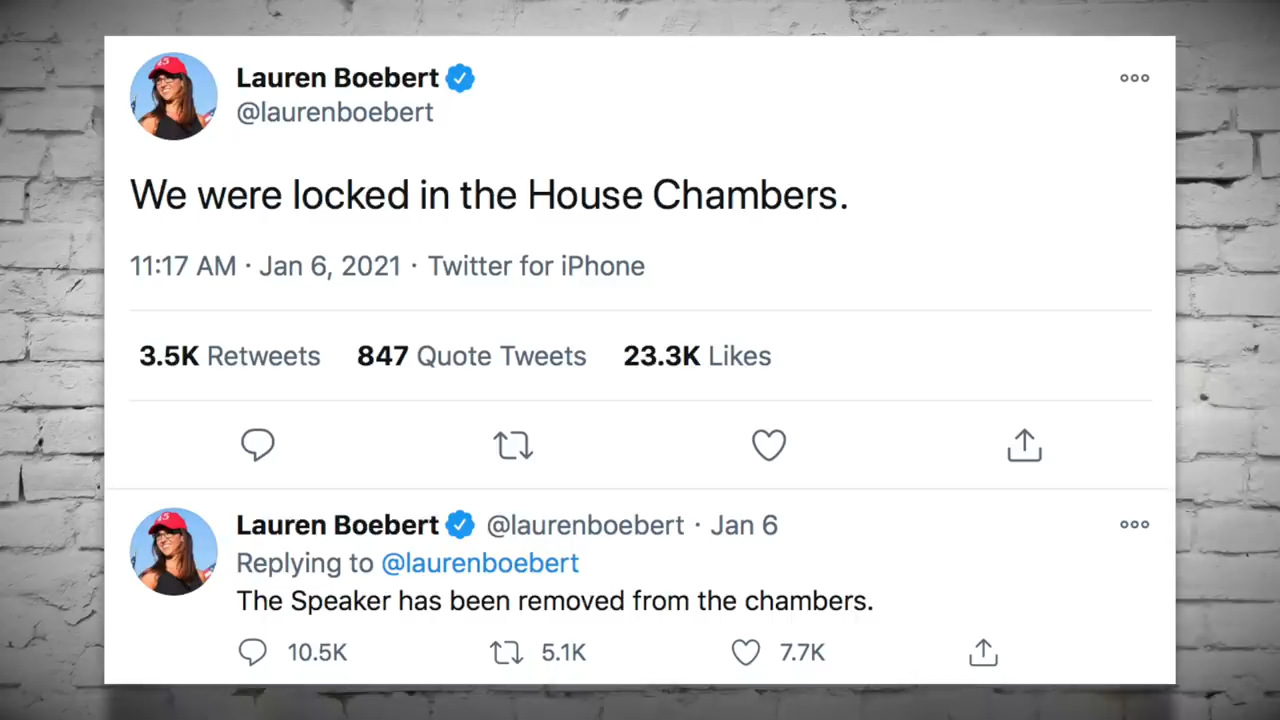 Lauren Boebert
@laurenboebert
We were locked in the House Chambers.
11:17 AM · Jan 6, 2021 · Twitter for iPhone
3.5K Retweets 847 Quote Tweets 23.3K Likes
Lauren Boebert @laurenboebert · Jan 6
Replying to @laurenboebert
The Speaker has been removed from the chambers.
10.5K 5.1K 7.7K